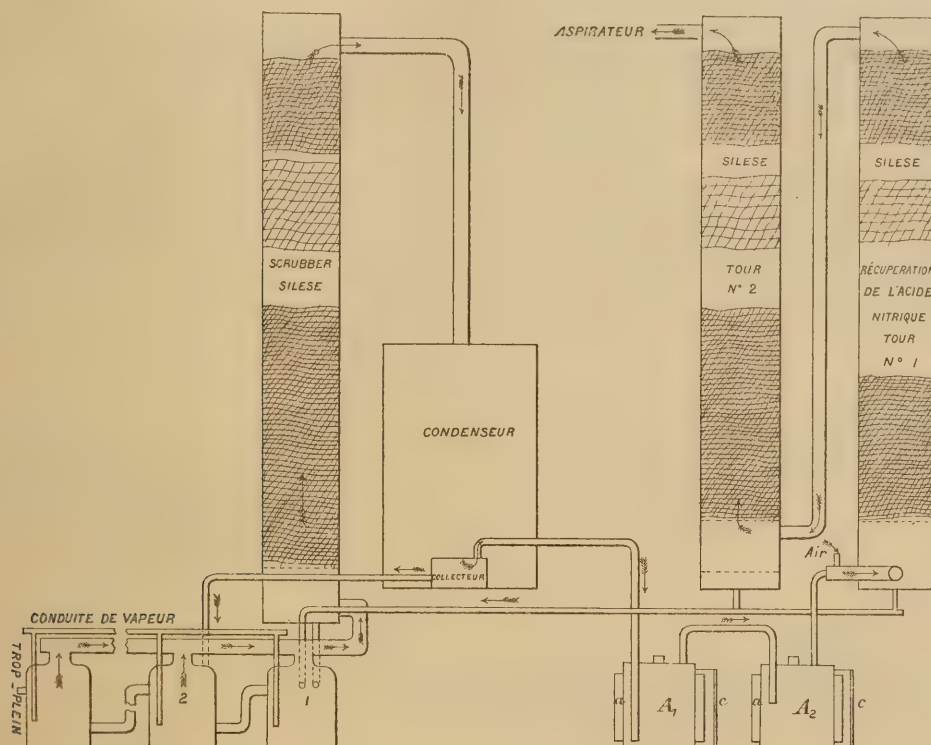 ASPIRATEUR
SILESE
SILESE
SCRUBBER
SILESE
TOUR
N° 2
RÉCUPERATION
DE L'ACIDE
NITRIQUE
TOUR
N° 1
CONDENSEUR
Air
COLLECTEUR
CONDUITE DE VAPEUR
TROP PLEIN
2
1
a
A1
c
a
A2
c